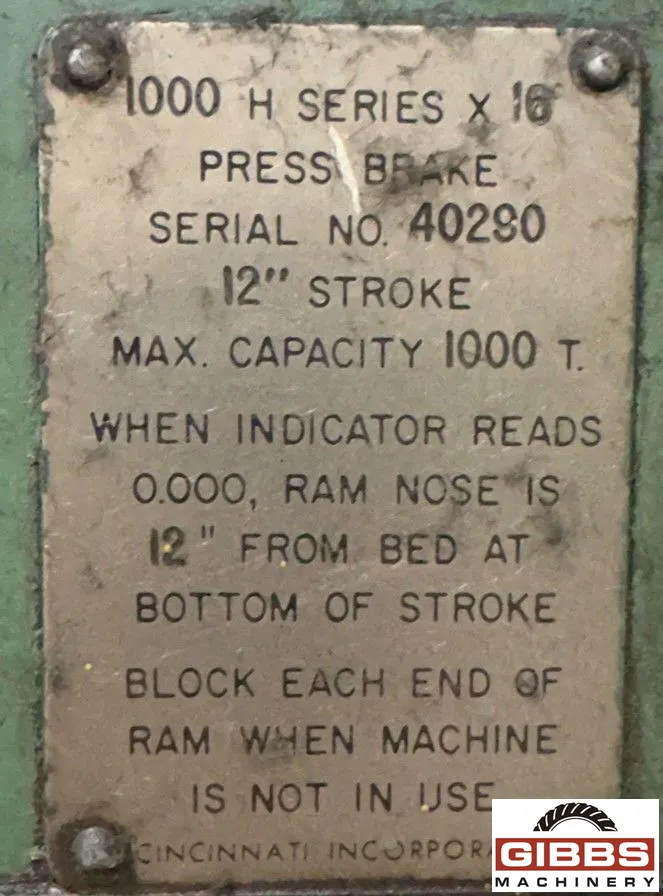 1000 H SERIES X 16
PRESS BRAKE
SERIAL NO. 40280
12" STROKE
MAX. CAPACITY 1000 T.
WHEN INDICATOR READS
0.000, RAM NOSE IS
12" FROM BED AT
BOTTOM OF STROKE
BLOCK EACH END OF
RAM WHEN MACHINE
IS NOT IN USE
CINCINNATI
GIBBS
MACHINERY